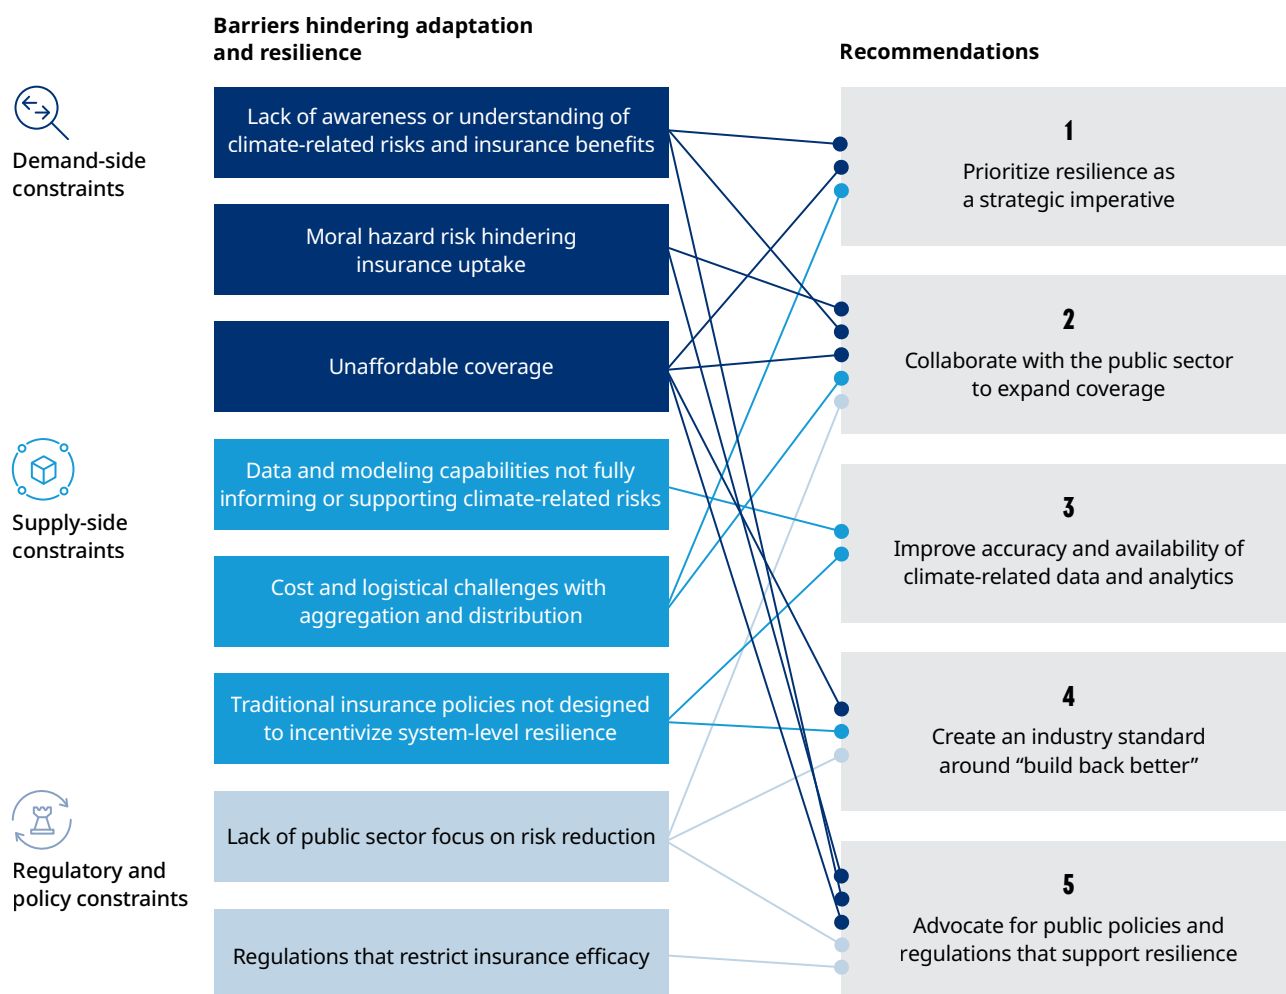 Barriers hindering adaptation
and resilience
Recommendations
Demand-side
constraints
Lack of awareness or understanding of
climate-related risks and insurance benefits
Moral hazard risk hindering
insurance uptake
Unaffordable coverage
Supply-side
constraints
Data and modeling capabilities not fully
informing or supporting climate-related risks
Cost and logistical challenges with
aggregation and distribution
Traditional insurance policies not designed
to incentivize system-level resilience
Regulatory and
policy constraints
Lack of public sector focus on risk reduction
Regulations that restrict insurance efficacy
1
Prioritize resilience as
a strategic imperative
2
Collaborate with the public sector
to expand coverage
3
Improve accuracy and availability of
climate-related data and analytics
4
Create an industry standard
around “build back better”
5
Advocate for public policies and
regulations that support resilience